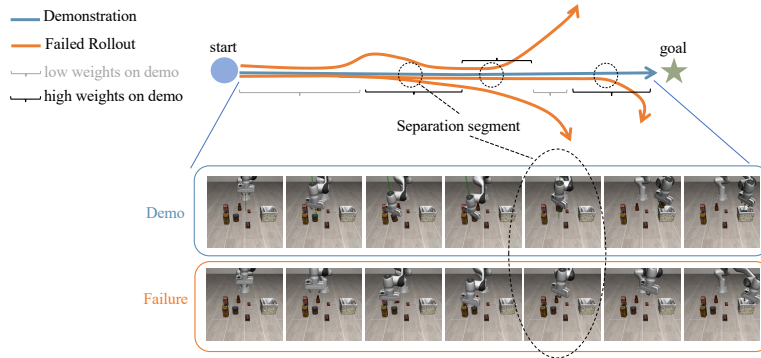 Demonstration
Failed Rollout
low weights on demo
high weights on demo
start
goal
Separation segment
Demo
Failure